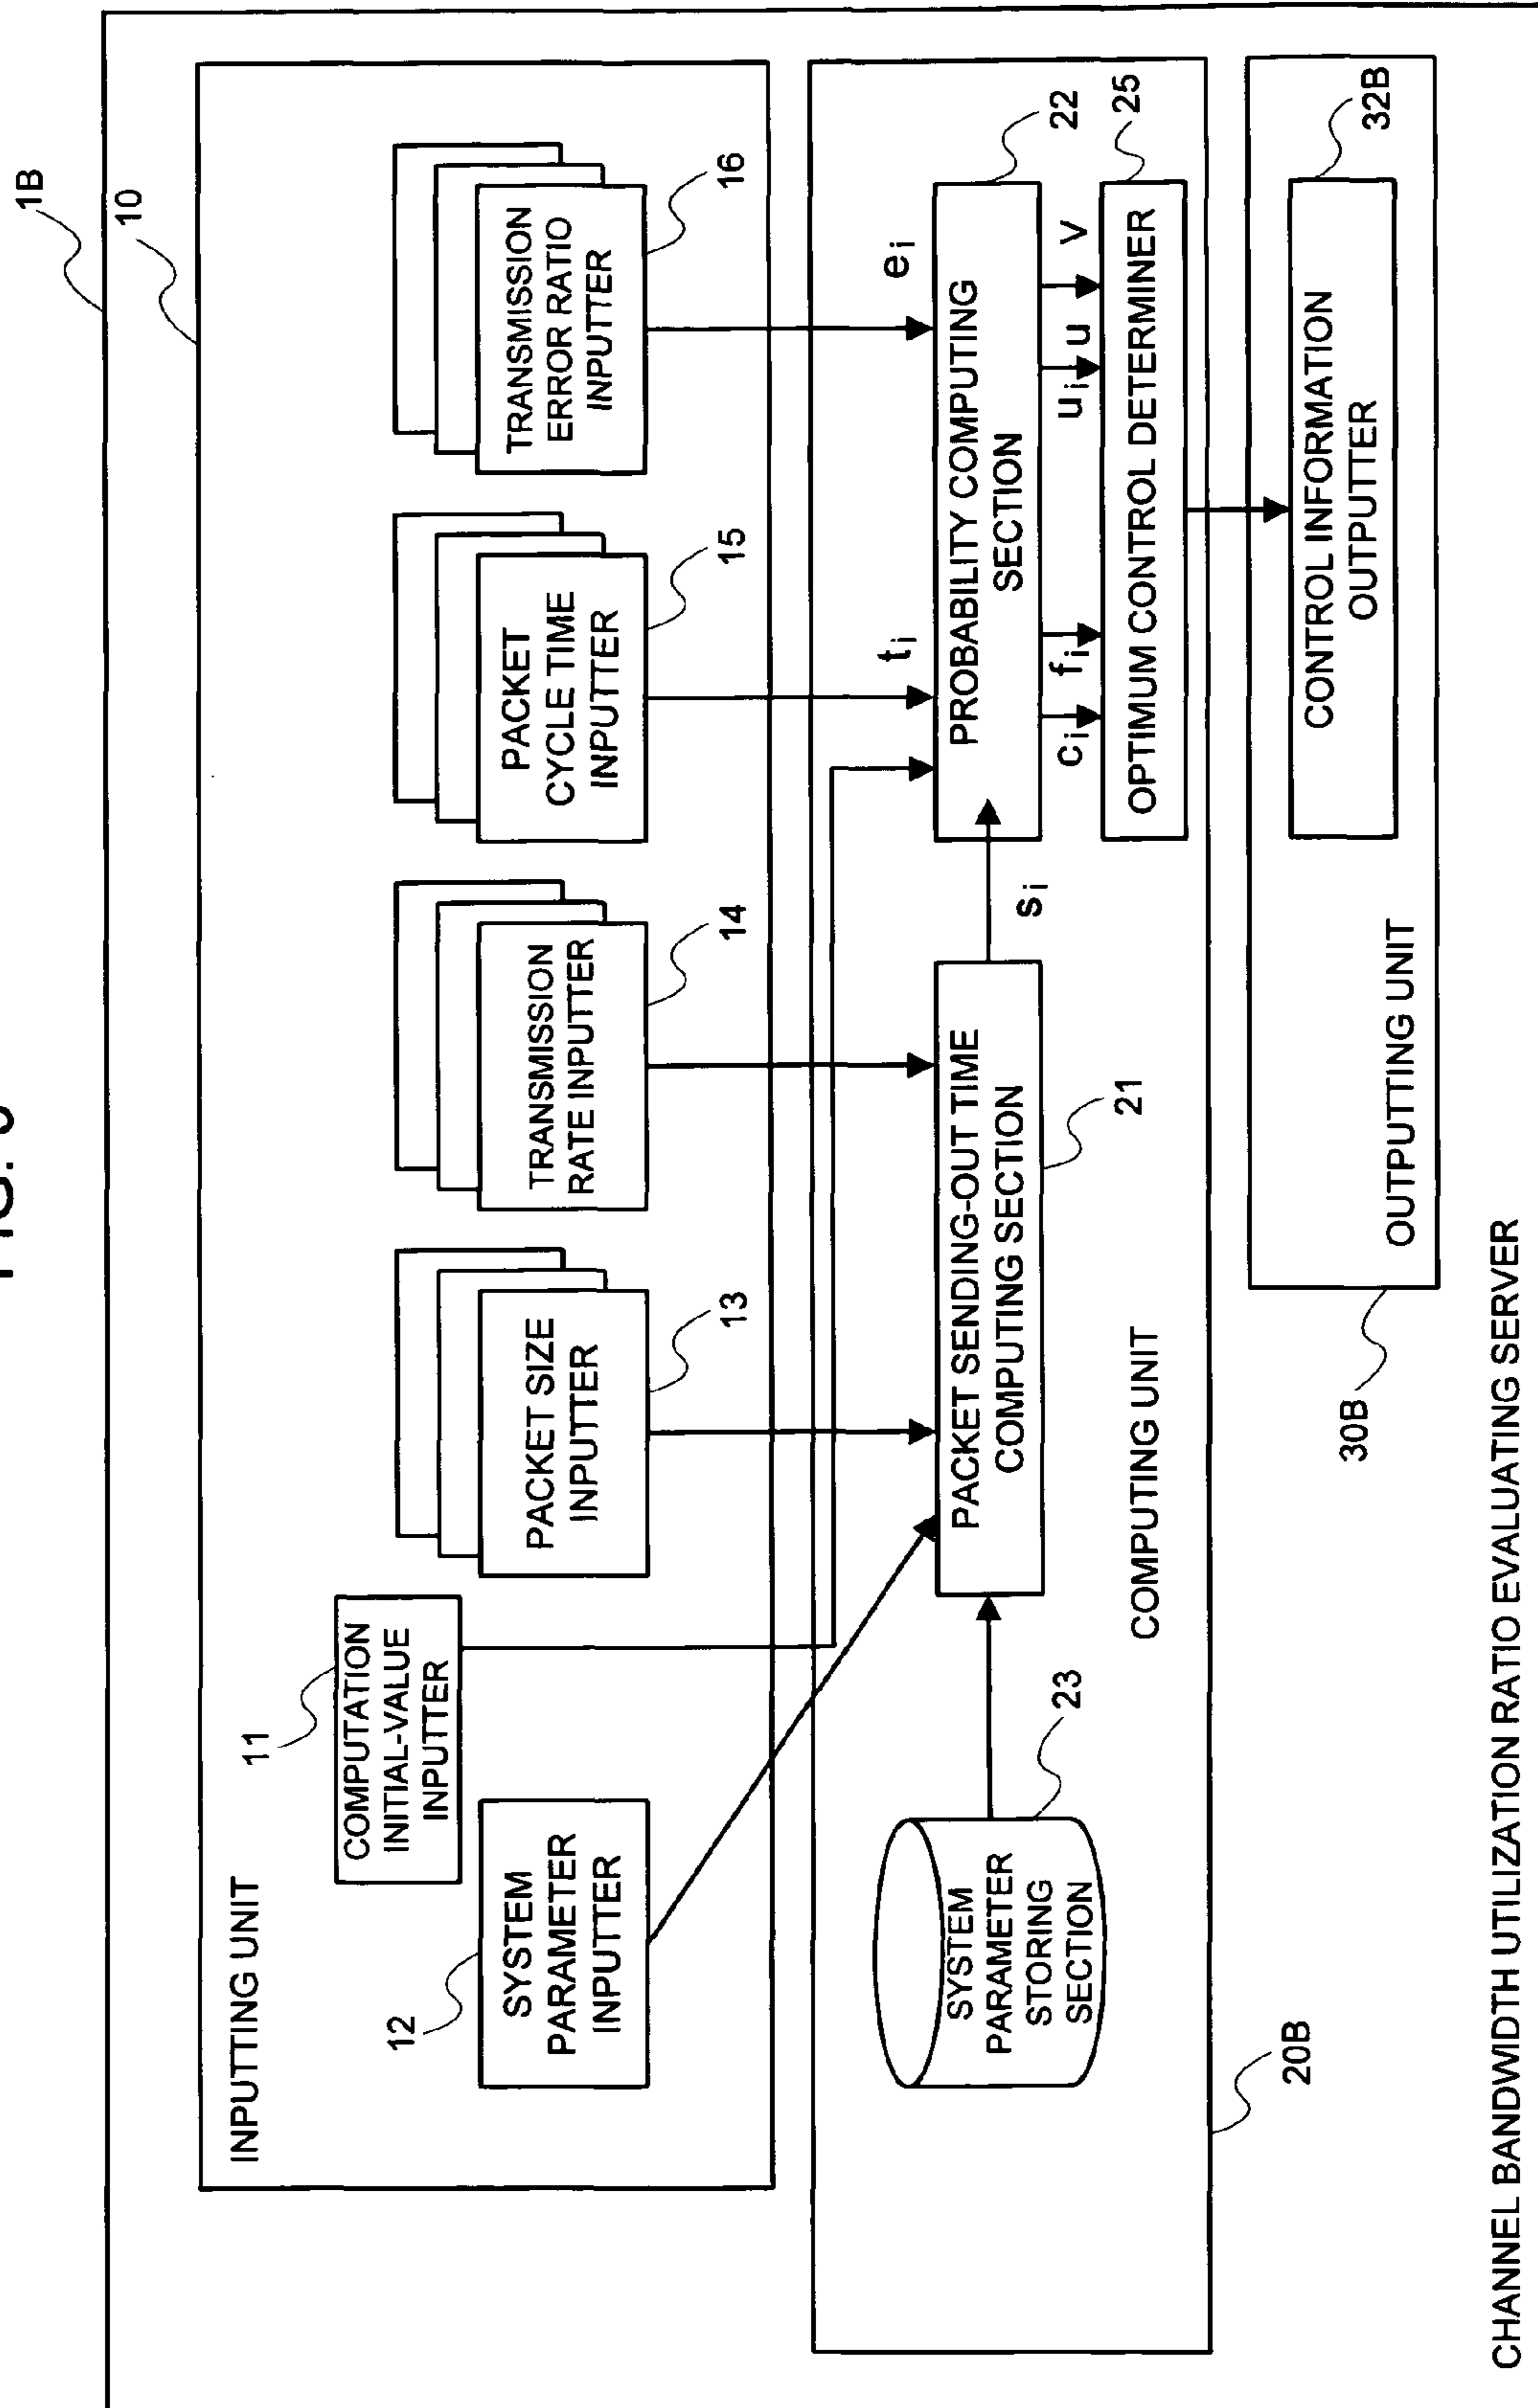 FIG.
1B
10
INPUTTING UNIT
11
COMPUTATION
INITIAL-VALUE
INPUTTER
12
SYSTEM
PARAMETER
INPUTTER
PACKET SIZE
INPUTTER
13
TRANSMISSION
RATE INPUTTER
14
PACKET
CYCLE TIME
INPUTTER
15
TRANSMISSION
ERROR RATIO
INPUTTER
16
ti
ei
SYSTEM
PARAMETER
STORING
SECTION
23
PACKET SENDING-OUT TIME
COMPUTING SECTION
21
si
PROBABILITY COMPUTING
SECTION
22
ci
fi
ui
u
v
OPTIMUM CONTROL DETERMINER
25
COMPUTING UNIT
20B
CONTROL INFORMATION
OUTPUTTER
32B
OUTPUTTING UNIT
30B
CHANNEL BANDWIDTH UTILIZATION RATIO EVALUATING SERVER